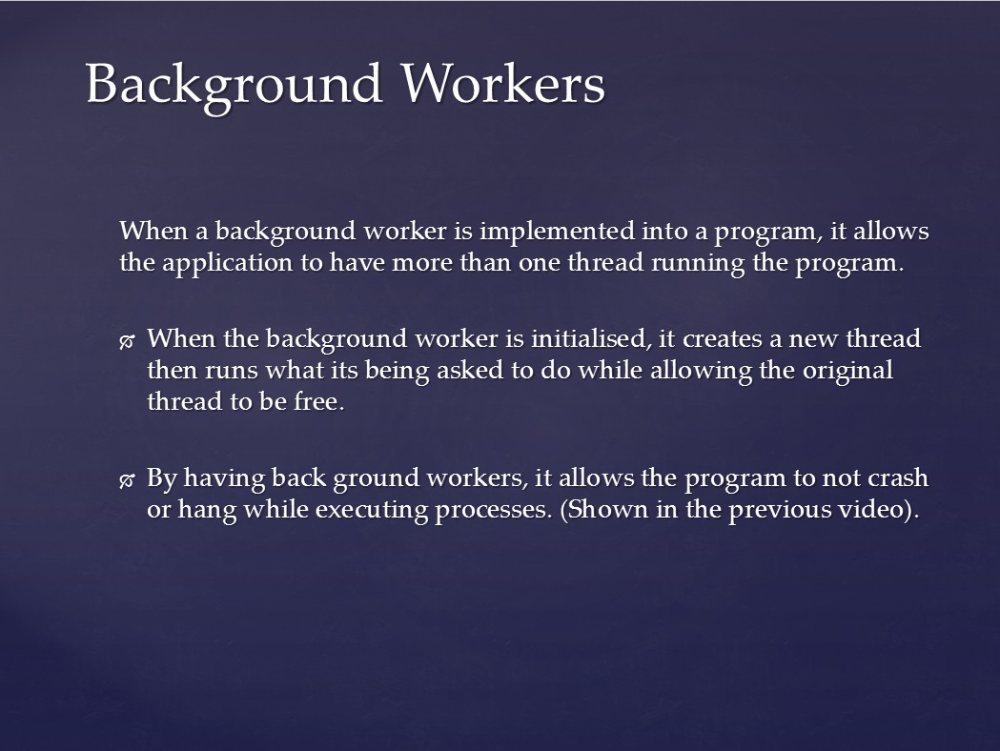 Background Workers
When a background worker is implemented into a program, it allows
the application to have more than one thread running the program.
When the background worker is initialised, it creates a new thread
then runs what its being asked to do while allowing the original
thread to be free.
By having back ground workers, it allows the program to not crash
or hang while executing processes. (Shown in the previous video).